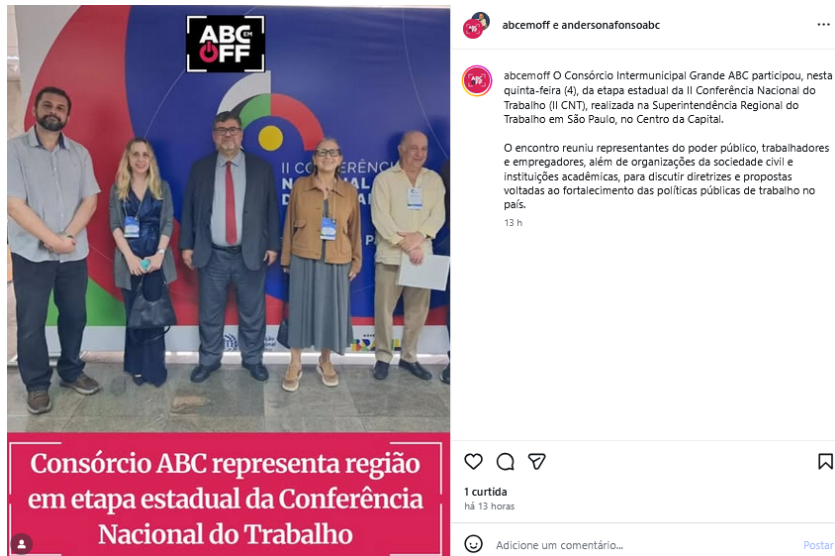 ABC EM
OFF
II CONFERÊNCIA
BRASIL
Consórcio ABC representa região
em etapa estadual da Conferência
Nacional do Trabalho
abcemoff e andersonafonsoabc
abcemoff O Consórcio Intermunicipal Grande ABC participou, nesta
quinta-feira (4), da etapa estadual da II Conferência Nacional do
Trabalho (II CNT), realizada na Superintendência Regional do
Trabalho em São Paulo, no Centro da Capital.
O encontro reuniu representantes do poder público, trabalhadores
e empregadores, além de organizações da sociedade civil e
instituições acadêmicas, para discutir diretrizes e propostas
voltadas ao fortalecimento das políticas públicas de trabalho no
país.
13 h
1 curtida
há 13 horas
Adicione um comentário...
Postar